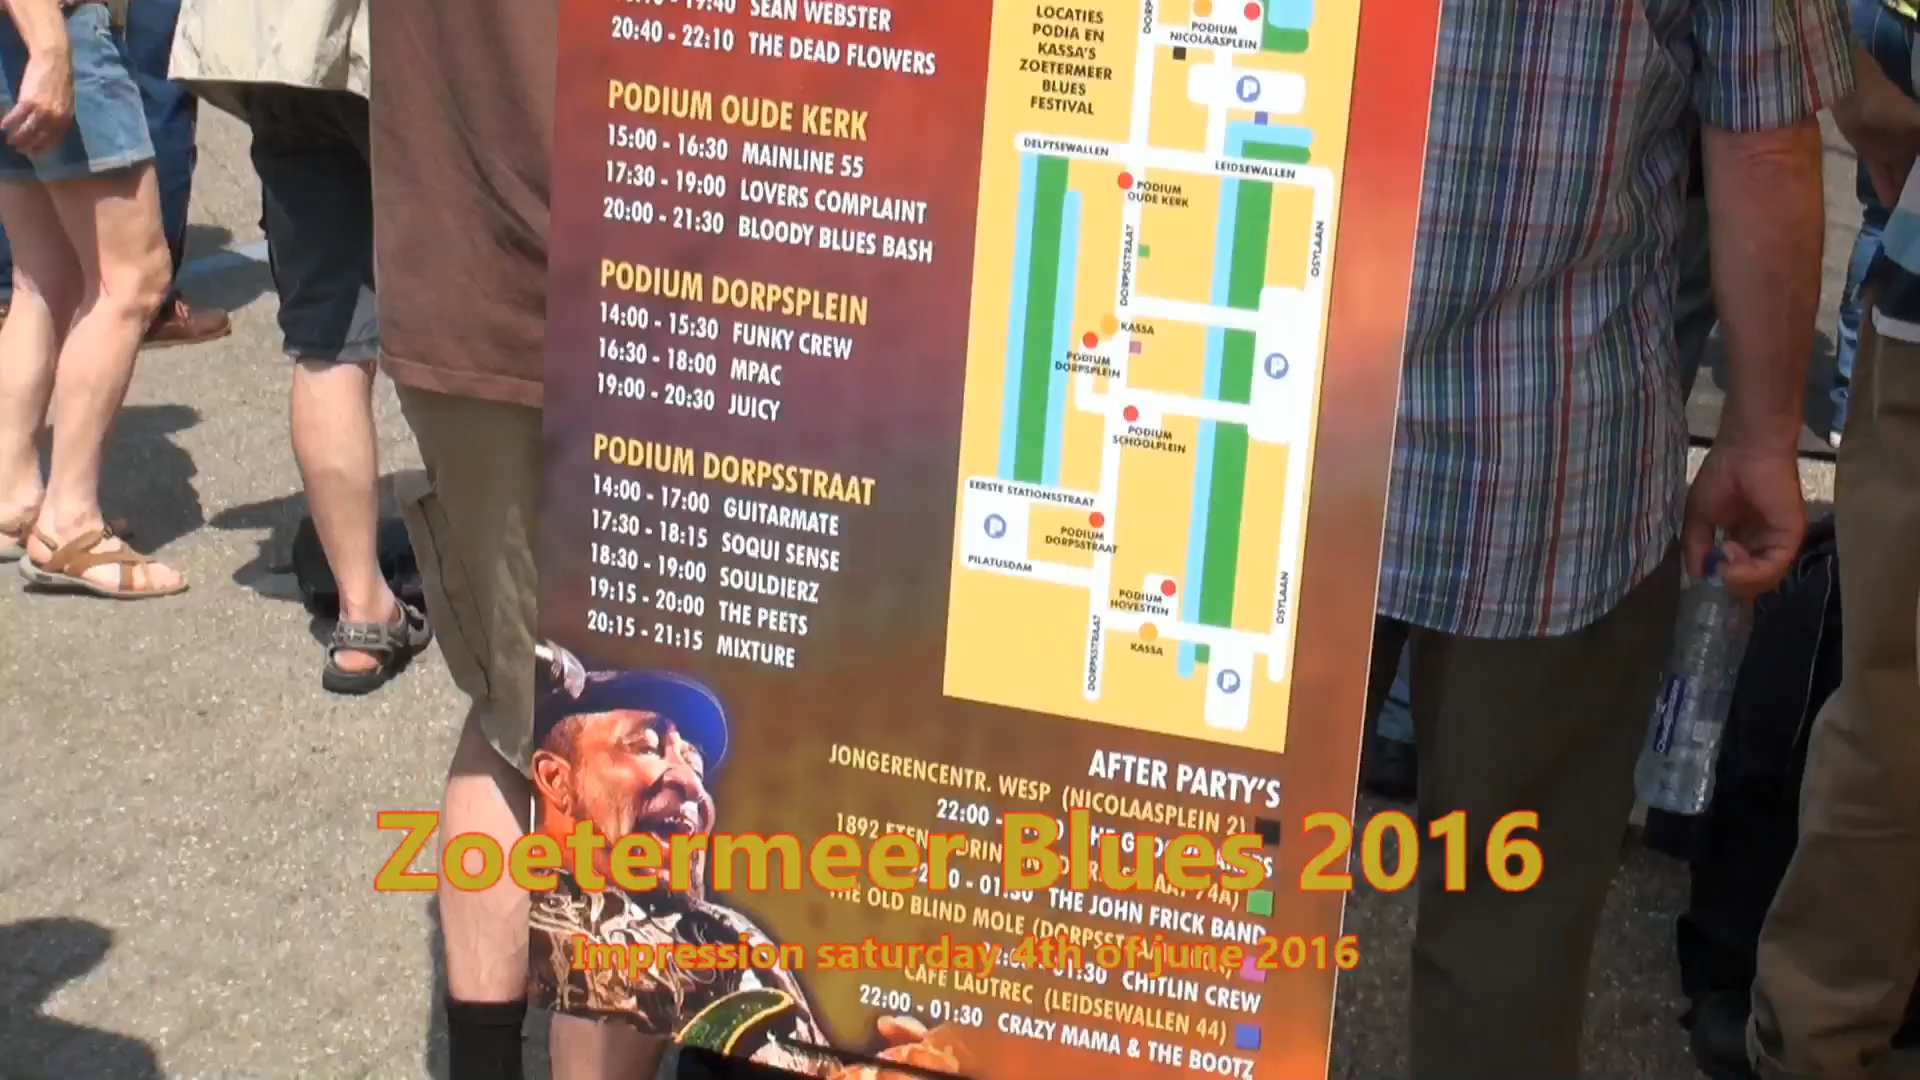 SEAN WEBSTER
20:40 - 22:10 THE DEAD FLOWERS
PODIUM OUDE KERK
15:00 - 16:30 MAINLINE 55
17:30 - 19:00 LOVERS COMPLAINT
20:00 - 21:30 BLOODY BLUES BASH
PODIUM DORPSPLEIN
14:00 - 15:30 FUNKY CREW
16:30 - 18:00 MPAC
19:00 - 20:30 JUICY
PODIUM DORPSSTRAAT
14:00 - 17:00 GUITARMATE
17:30 - 18:15 SOQUI SENSE
18:30 - 19:00 SOULDIERZ
19:15 - 20:00 THE PEETS
20:15 - 21:15 MIXTURE
LOCATIES
PODIA EN
KASSA'S
ZOETERMEER
BLUES
FESTIVAL
PODIUM
NICOLAASPLEIN
P
DELFTSEWALLEN
LEIDSEWALLEN
PODIUM
OUDE KERK
DORPSSTRAAT
OSYLAAN
KASSA
PODIUM
DORPSPLEIN
P
PODIUM
SCHOOLPLEIN
EERSTE STATIONSSTRAAT
P
PODIUM
DORPSSTRAAT
PILATUSDAM
PODIUM
HOVESTEIN
OSYLAAN
KASSA
DORPSSTRAAT
P
AFTER PARTY'S
JONGERENCENTR. WESP (NICOLAASPLEIN 2)
22:00 -
1892
74A)
- 01:30 THE JOHN FRICK BAND
THE OLD BLIND MOLE
01:30 CHITLIN CREW
CAFE LAUTREC (LEIDSEWALLEN 44)
22:00 - 01:30 CRAZY MAMA & THE BOOTZ
Zoetermeer Blues 2016
Impression saturday 4th of june 2016